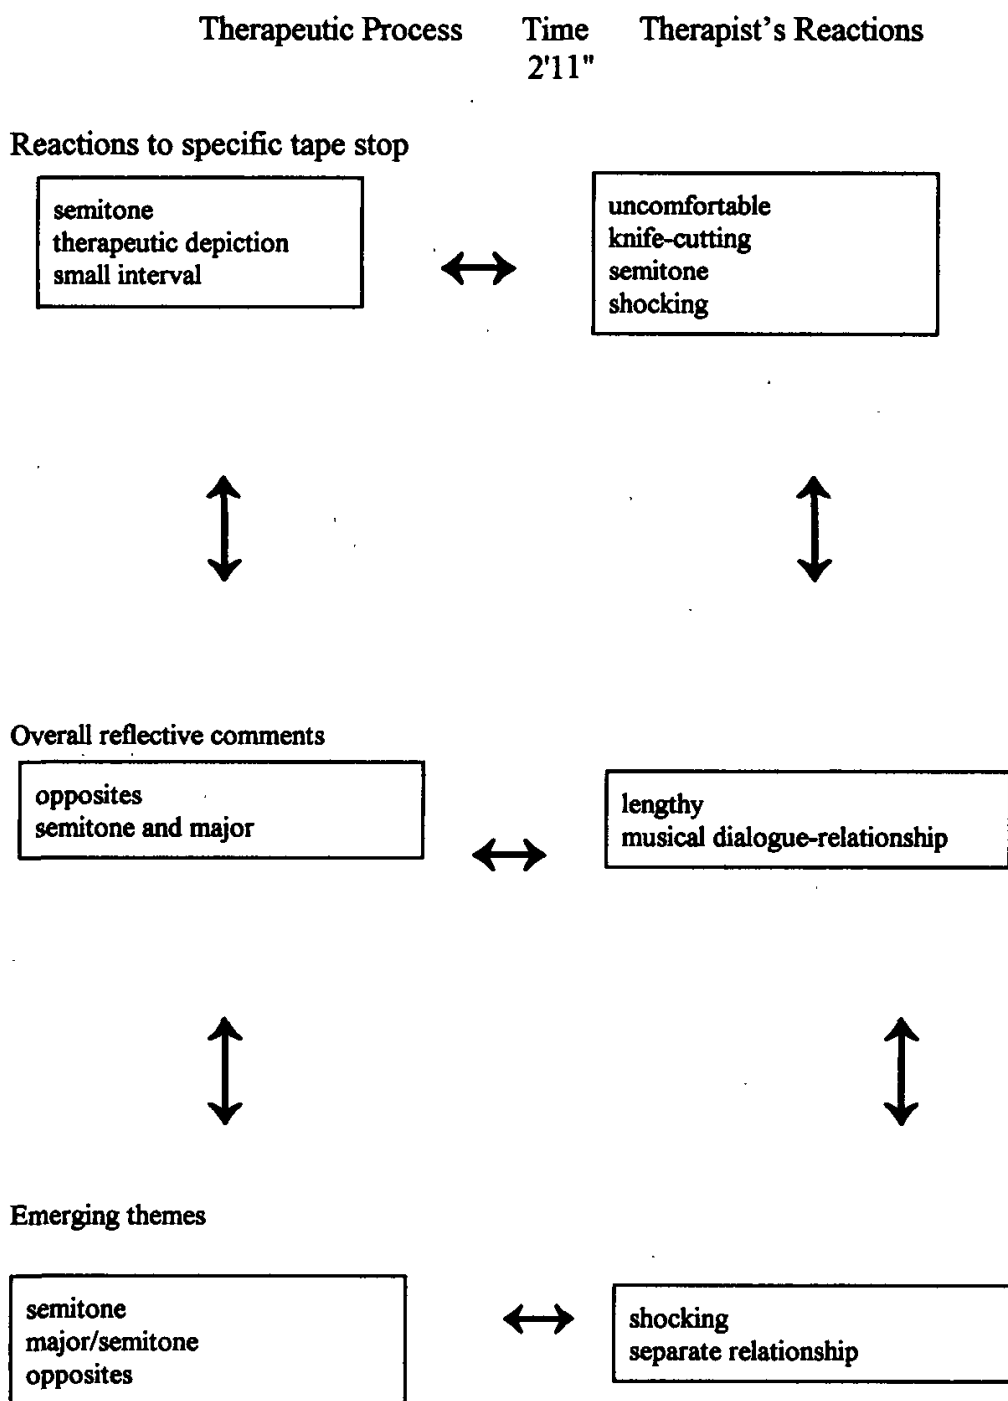 Therapeutic Process Time Therapist's Reactions
2'11"
Reactions to specific tape stop
semitone
therapeutic depiction
small interval
uncomfortable
knife-cutting
semitone
shocking
Overall reflective comments
opposites
semitone and major
lengthy
musical dialogue-relationship
Emerging themes
semitone
major/semitone
opposites
shocking
separate relationship